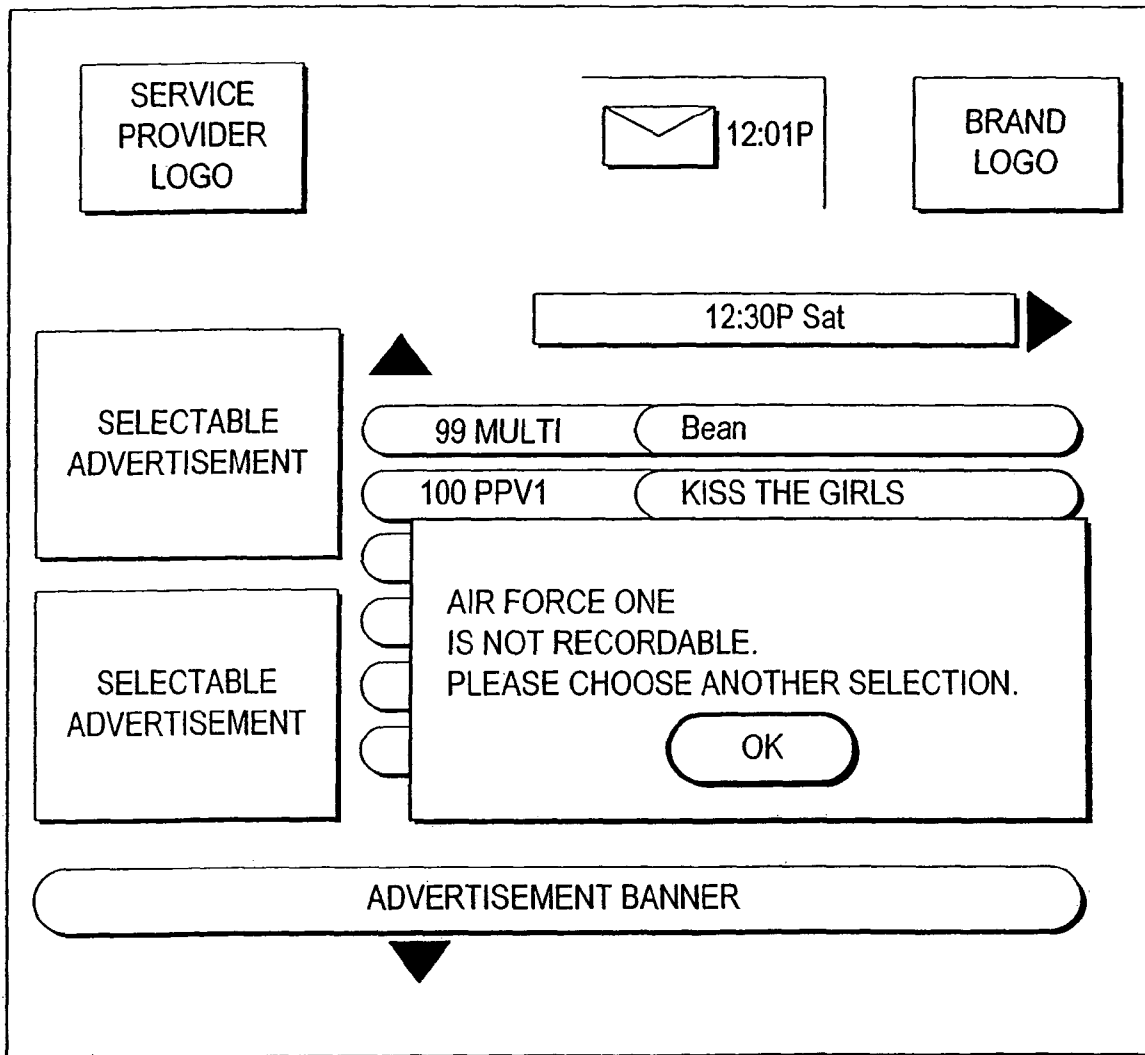 SERVICE
PROVIDER
LOGO
12:01P
BRAND
LOGO
12:30P Sat
SELECTABLE
ADVERTISEMENT
99 MULTI Bean
100 PPV1 KISS THE GIRLS
AIR FORCE ONE
IS NOT RECORDABLE.
PLEASE CHOOSE ANOTHER SELECTION.
OK
SELECTABLE
ADVERTISEMENT
ADVERTISEMENT BANNER